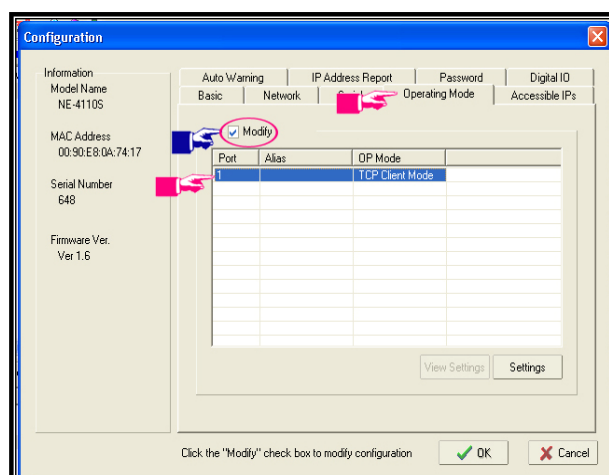 Configuration
Information
Model Name
NE-4110S
MAC Address
00:90:E8:0A:74:17
Serial Number
648
Firmware Ver.
Ver 1.6
Auto Warning IP Address Report Password Digital IO
Basic Network Operating Mode Accessible IPs
Modify
Port Alias OP Mode
1 TCP Client Mode
View Settings Settings
Click the "Modify" check box to modify configuration OK Cancel